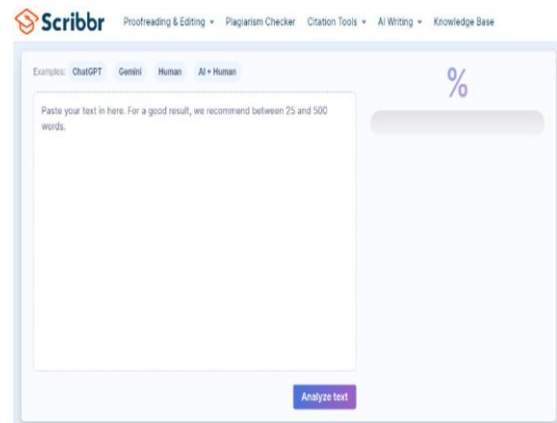 Scribbr Proofreading & Editing Plagiarism Checker Citation Tools AI Writing Knowledge Base
Examples: ChatGPT Gemini Human AI + Human
%
Paste your text in here. For a good result, we recommend between 25 and 500
words.
Analyze text